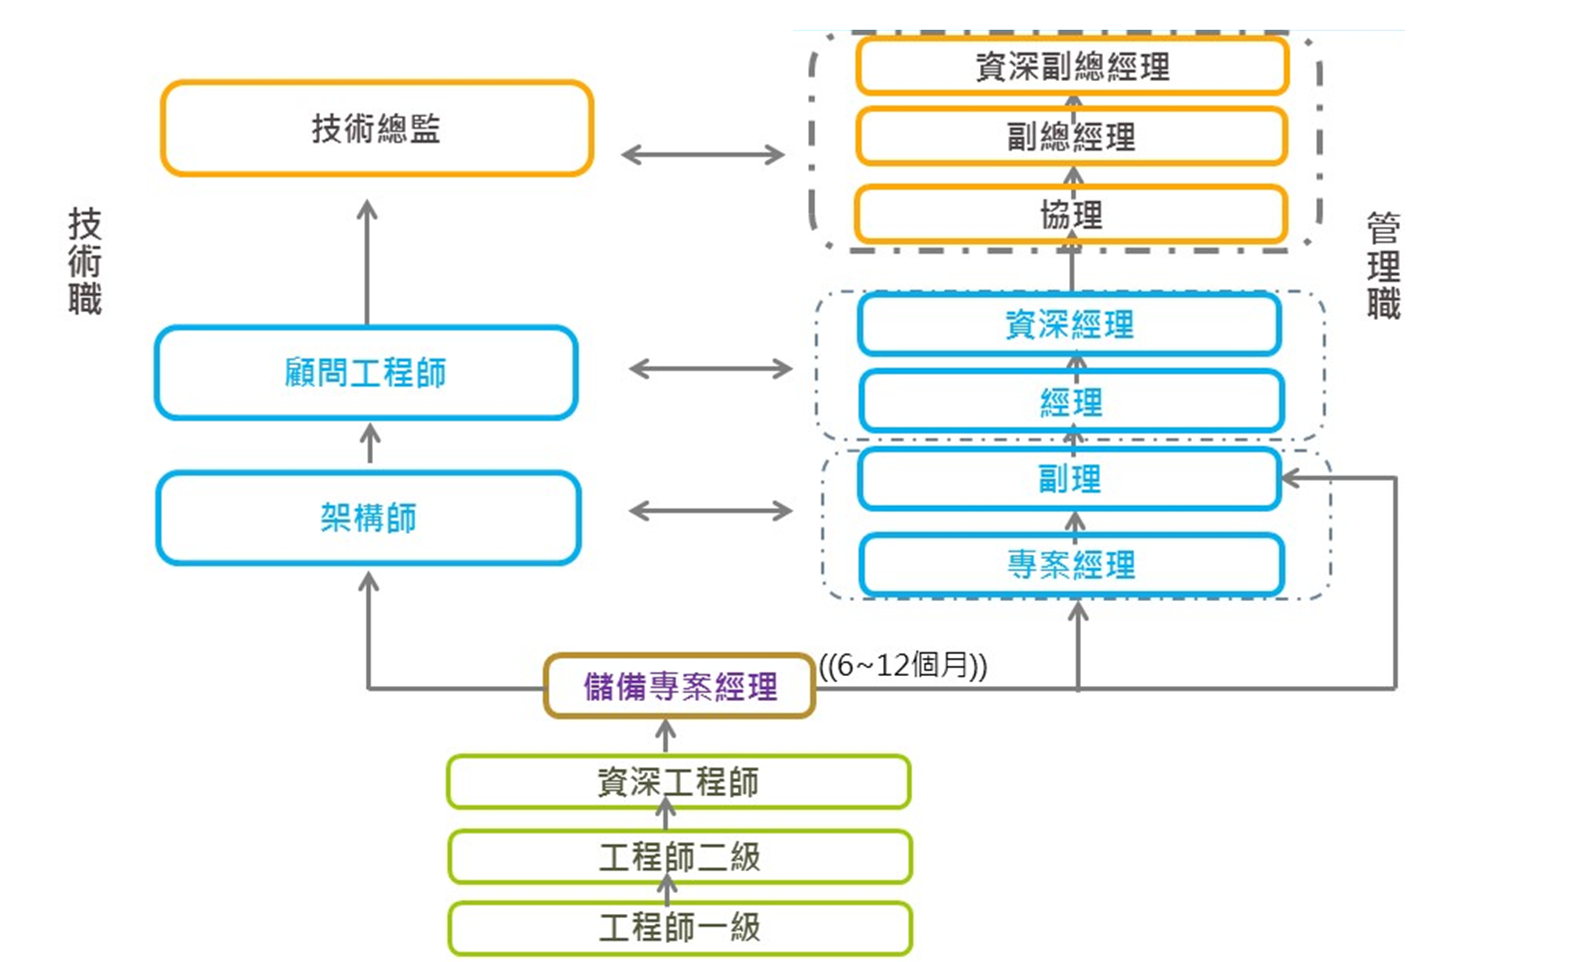 資深副總經理
技術總監
副總經理
協理
技術職
管理職
資深經理
顧問工程師
經理
副理
架構師
專案經理
儲備專案經理
((6~12個月))
資深工程師
工程師二級
工程師一級